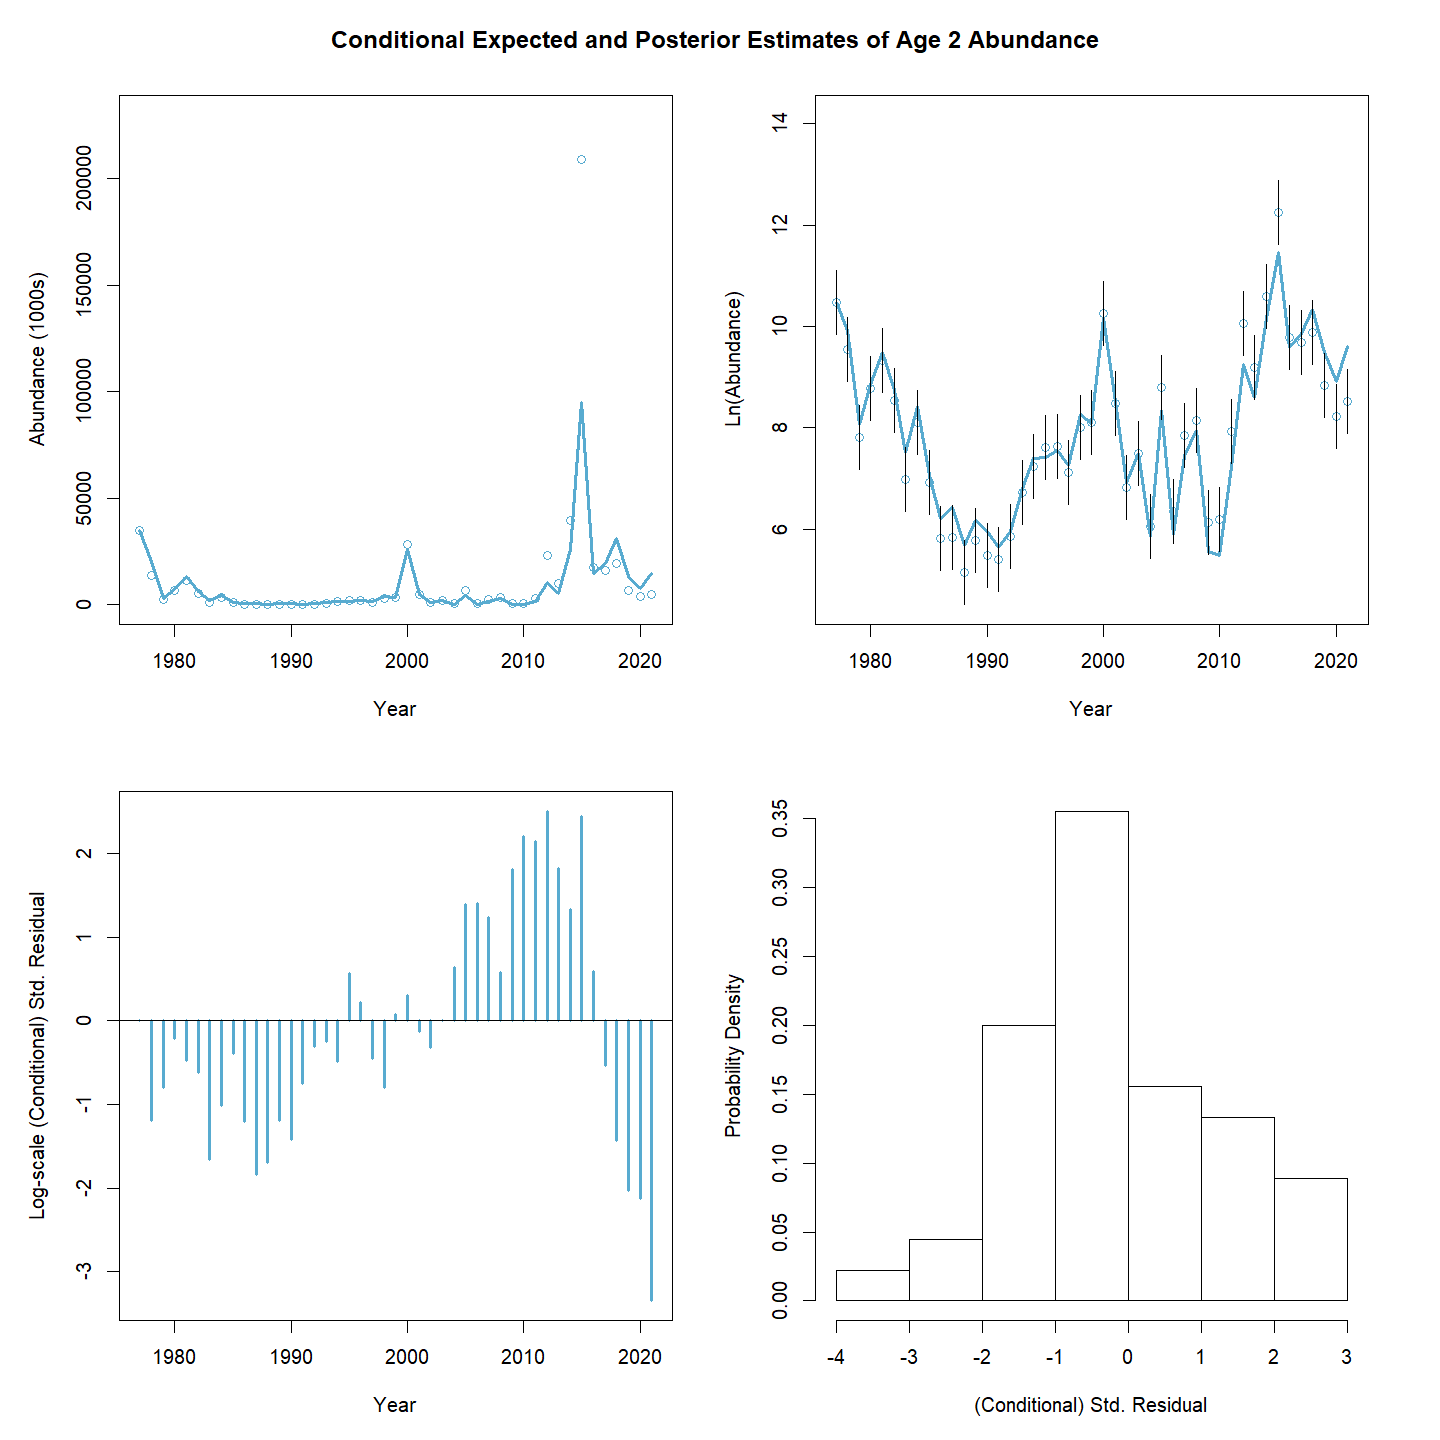 Conditional Expected and Posterior Estimates of Age 2 Abundance
Abundance (1000s)
200000
150000
100000
50000
0
1980 1990 2000 2010 2020
Year
Ln(Abundance)
14
12
10
8
6
1980 1990 2000 2010 2020
Year
Log-scale (Conditional) Std. Residual
2
1
0
-1
-2
-3
1980 1990 2000 2010 2020
Year
Probability Density
0.35
0.30
0.25
0.20
0.15
0.10
0.05
0.00
-4 -3 -2 -1 0 1 2 3
(Conditional) Std. Residual